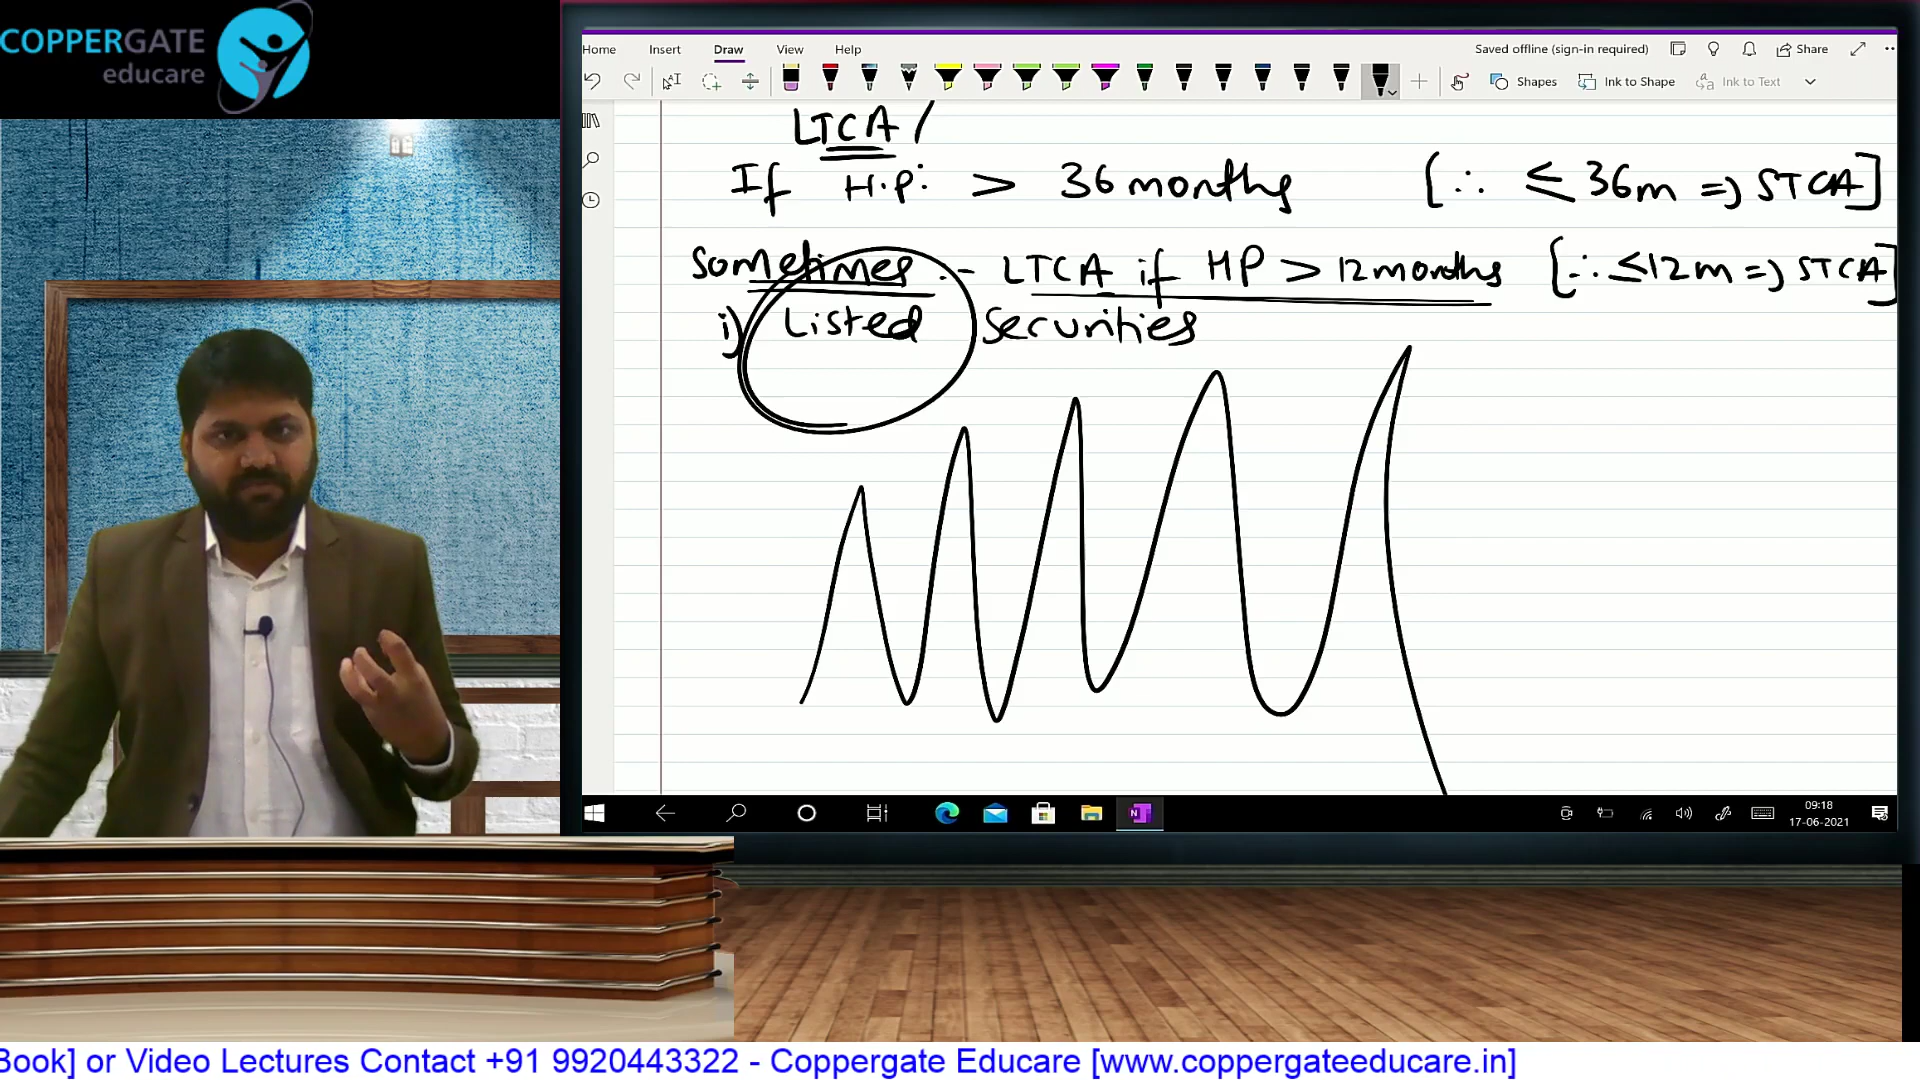 COPPERGATE
educare
Home Insert Draw View Help
Saved offline (sign-in required) Share
Shapes Ink to Shape Ink to Text
LTCA /
If H.P. > 36 months [∴ ≤ 36m => STCA]
Sometimes :- LTCA if HP > 12 months [∴ ≤12m => STCA]
i) Listed Securities
09:18
17-06-2021
Book] or Video Lectures Contact +91 9920443322 - Coppergate Educare [www.coppergateeducare.in]